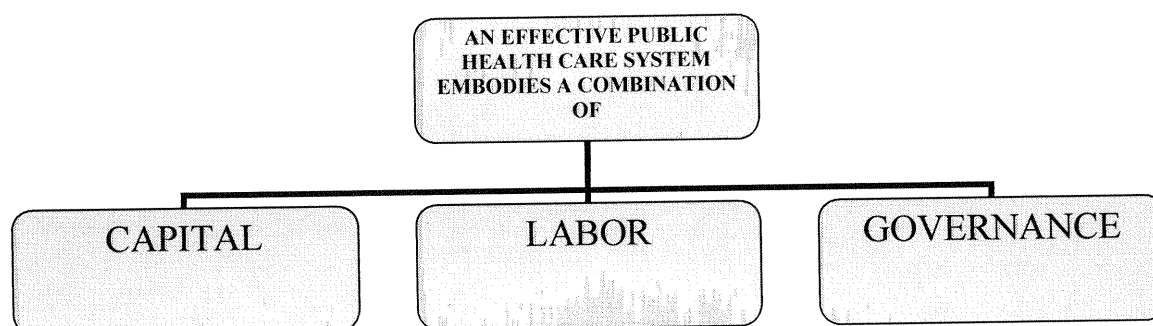 AN EFFECTIVE PUBLIC
HEALTH CARE SYSTEM
EMBODIES A COMBINATION
OF
CAPITAL
LABOR
GOVERNANCE